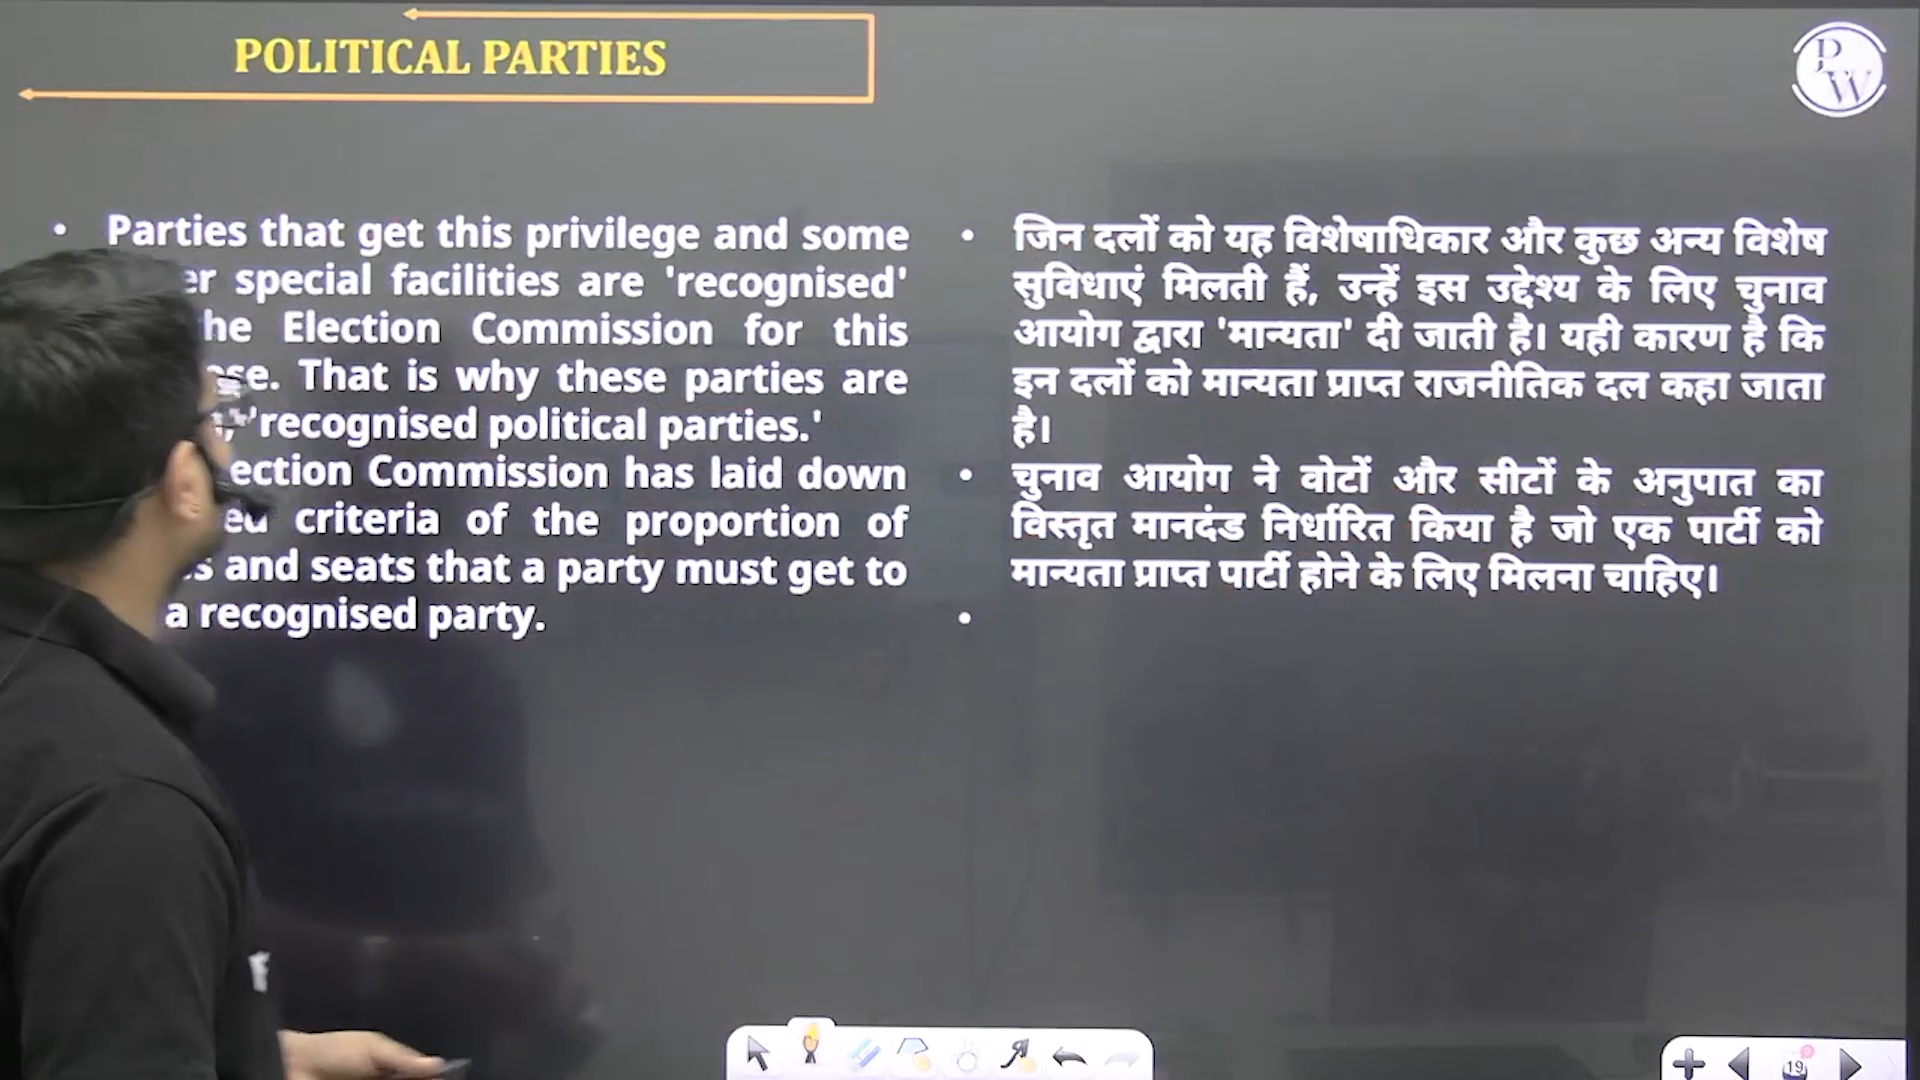 POLITICAL PARTIES
PW
• Parties that get this privilege and some
special facilities are 'recognised'
Election Commission for this
That is why these parties are
'recognised political parties.'
Commission has laid down
criteria of the proportion of
and seats that a party must get to
a recognised party.
• जिन दलों को यह विशेषाधिकार और कुछ अन्य विशेष
सुविधाएं मिलती हैं, उन्हें इस उद्देश्य के लिए चुनाव
आयोग द्वारा 'मान्यता' दी जाती है। यही कारण है कि
इन दलों को मान्यता प्राप्त राजनीतिक दल कहा जाता
है।
• चुनाव आयोग ने वोटों और सीटों के अनुपात का
विस्तृत मानदंड निर्धारित किया है जो एक पार्टी को
मान्यता प्राप्त पार्टी होने के लिए मिलना चाहिए।
•
19